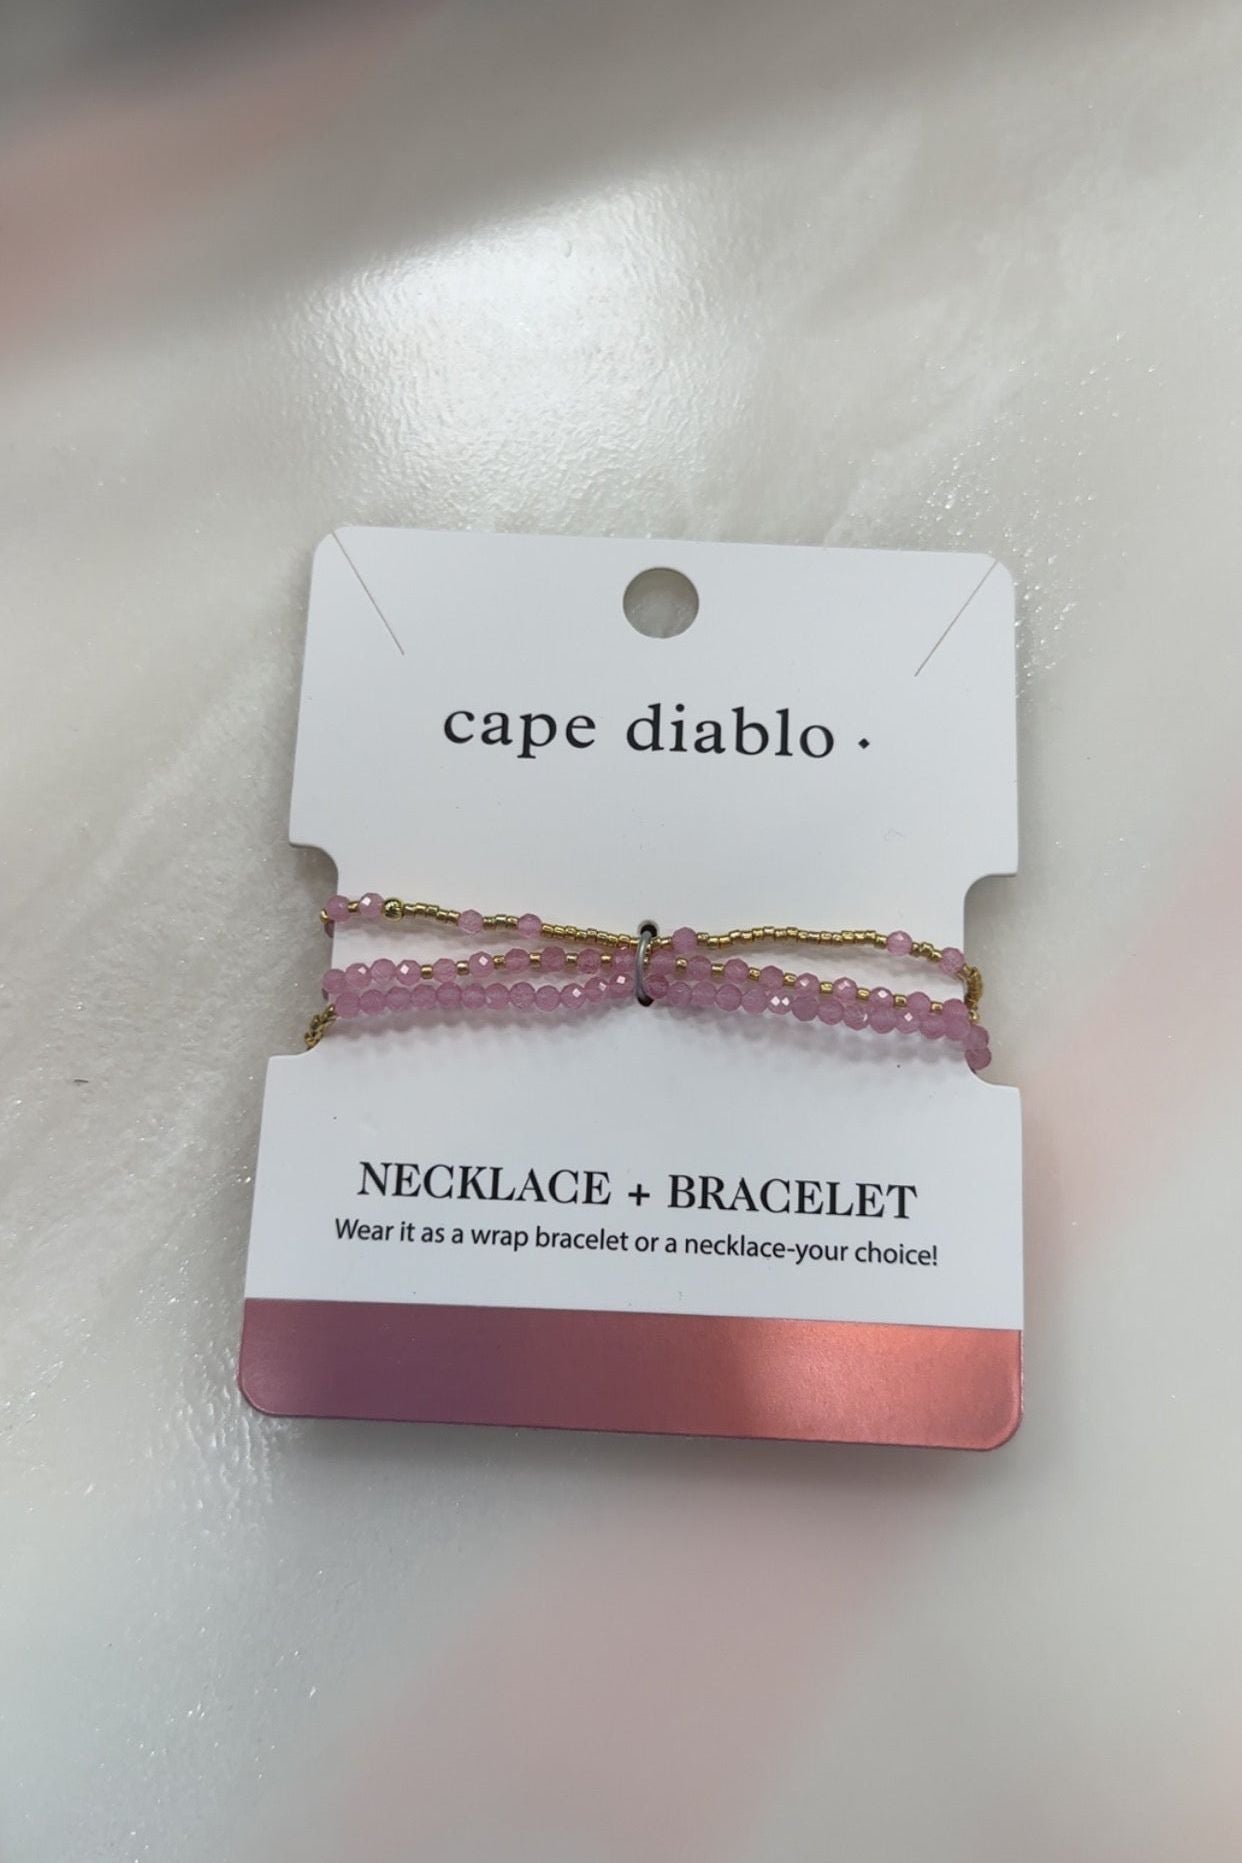 cape diablo
NECKLACE + BRACELET
Wear it as a wrap bracelet or a necklace-your choice!